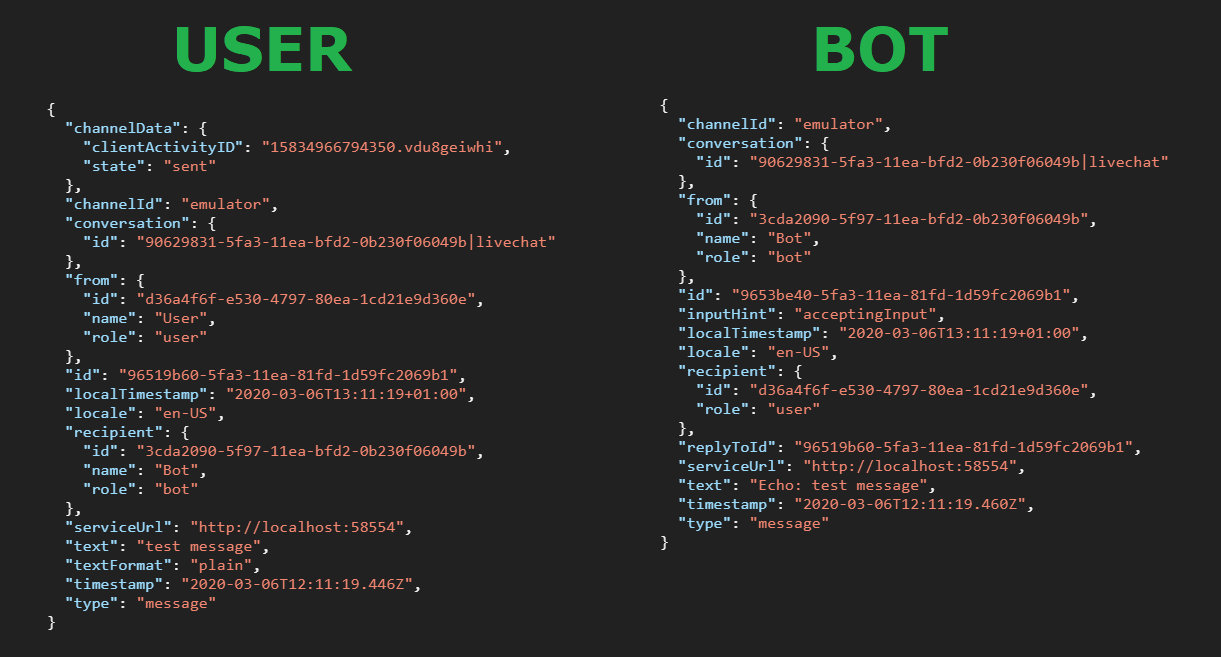 USER
{
  "channelData": {
    "clientActivityID": "15834966794350.vdu8geiwhi",
    "state": "sent"
  },
  "channelId": "emulator",
  "conversation": {
    "id": "90629831-5fa3-11ea-bfd2-0b230f06049b|livechat"
  },
  "from": {
    "id": "d36a4f6f-e530-4797-80ea-1cd21e9d360e",
    "name": "User",
    "role": "user"
  },
  "id": "96519b60-5fa3-11ea-81fd-1d59fc2069b1",
  "localTimestamp": "2020-03-06T13:11:19+01:00",
  "locale": "en-US",
  "recipient": {
    "id": "3cda2090-5f97-11ea-bfd2-0b230f06049b",
    "name": "Bot",
    "role": "bot"
  },
  "serviceUrl": "http://localhost:58554",
  "text": "test message",
  "textFormat": "plain",
  "timestamp": "2020-03-06T12:11:19.446Z",
  "type": "message"
}
BOT
{
  "channelId": "emulator",
  "conversation": {
    "id": "90629831-5fa3-11ea-bfd2-0b230f06049b|livechat"
  },
  "from": {
    "id": "3cda2090-5f97-11ea-bfd2-0b230f06049b",
    "name": "Bot",
    "role": "bot"
  },
  "id": "9653be40-5fa3-11ea-81fd-1d59fc2069b1",
  "inputHint": "acceptingInput",
  "localTimestamp": "2020-03-06T13:11:19+01:00",
  "locale": "en-US",
  "recipient": {
    "id": "d36a4f6f-e530-4797-80ea-1cd21e9d360e",
    "role": "user"
  },
  "replyToId": "96519b60-5fa3-11ea-81fd-1d59fc2069b1",
  "serviceUrl": "http://localhost:58554",
  "text": "Echo: test message",
  "timestamp": "2020-03-06T12:11:19.460Z",
  "type": "message"
}